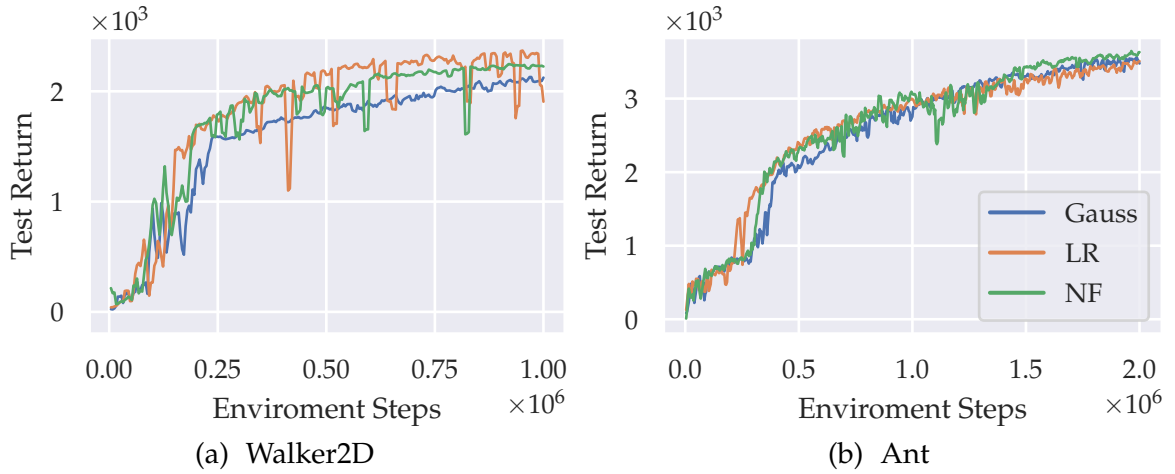 ×10³
Test Return
2
1
0
0.00 0.25 0.50 0.75 1.00
Enviroment Steps
×10⁶
(a) Walker2D
×10³
Test Return
3
2
1
0
Gauss
LR
NF
0.0 0.5 1.0 1.5 2.0
Enviroment Steps
×10⁶
(b) Ant